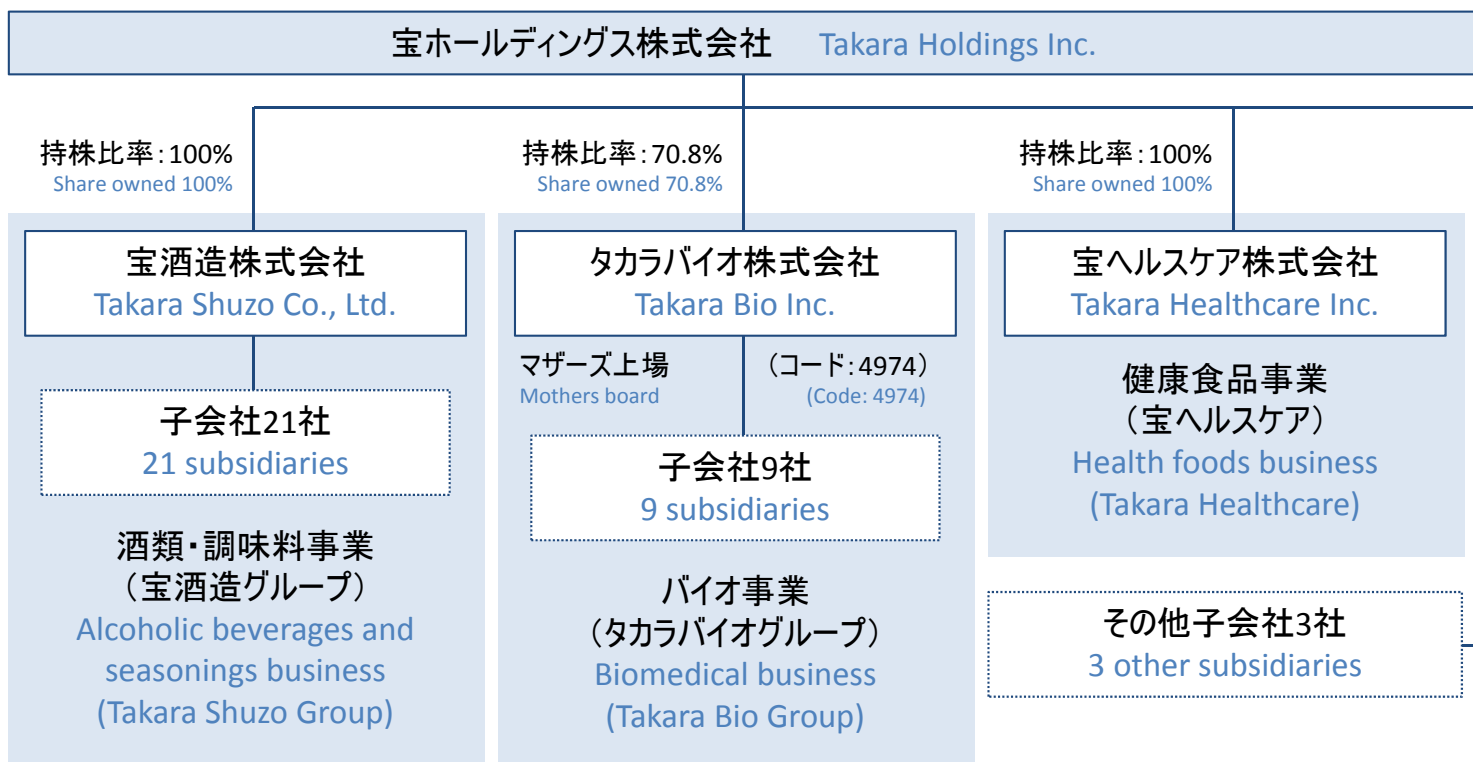 宝ホールディングス株式会社 Takara Holdings Inc.
持株比率：100%
Share owned 100%
宝酒造株式会社
Takara Shuzo Co., Ltd.
子会社21社
21 subsidiaries
酒類・調味料事業
（宝酒造グループ）
Alcoholic beverages and
seasonings business
(Takara Shuzo Group)
持株比率：70.8%
Share owned 70.8%
タカラバイオ株式会社
Takara Bio Inc.
マザーズ上場 （コード：4974）
Mothers board (Code: 4974)
子会社9社
9 subsidiaries
バイオ事業
（タカラバイオグループ）
Biomedical business
(Takara Bio Group)
持株比率：100%
Share owned 100%
宝ヘルスケア株式会社
Takara Healthcare Inc.
健康食品事業
（宝ヘルスケア）
Health foods business
(Takara Healthcare)
その他子会社3社
3 other subsidiaries